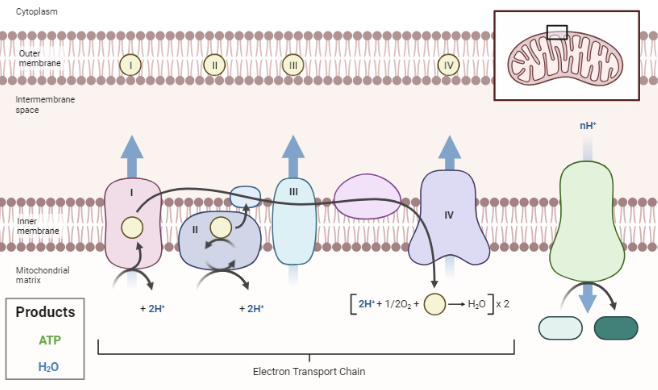 Cytoplasm
Outer
membrane
I
II
III
IV
Intermembrane
space
nH⁺
I
II
III
IV
Inner
membrane
Mitochondrial
matrix
+ 2H⁺
+ 2H⁺
[2H⁺ + 1/2O₂ + → H₂O] x 2
Products
ATP
H₂O
Electron Transport Chain